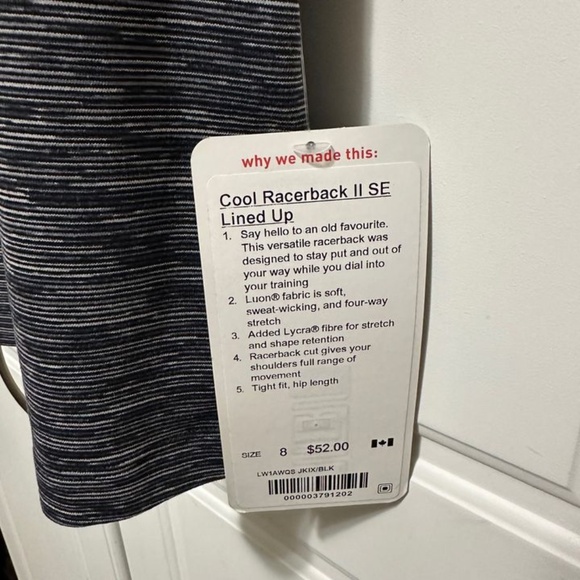 why we made this:
Cool Racerback II SE
Lined Up
1. Say hello to an old favourite.
This versatile racerback was
designed to stay put and out of
your way while you dial into
your training
2. Luon® fabric is soft,
sweat-wicking, and four-way
stretch
3. Added Lycra® fibre for stretch
and shape retention
4. Racerback cut gives your
shoulders full range of
movement
5. Tight fit, hip length
SIZE 8 $52.00
LW1AWQS JKIX/BLK
000003791202